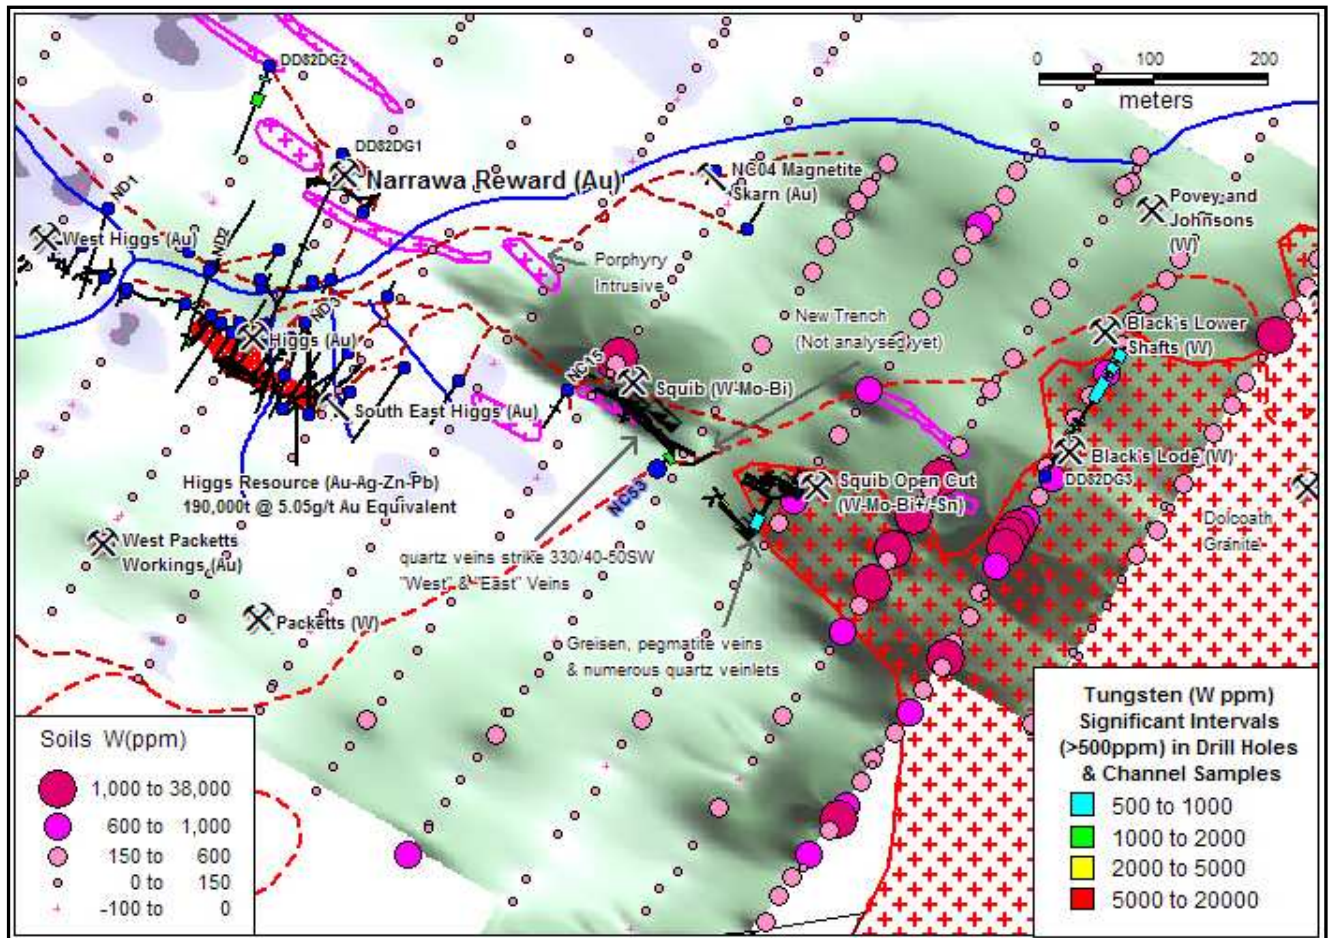 DD82DG2
0 100 200
meters
DD82DG1
Narrawa Reward (Au)
NC04 Magnetite
Skarn (Au)
Povey and
Johnsons
(W)
ND1
West Higgs (Au)
ND2
Porphyry
Intrusive
ND3
Higgs (Au)
New Trench
(Not analysed yet)
Black's Lower
Shafts (W)
NC15
Squib (W-Mo-Bi)
South East Higgs (Au)
Higgs Resource (Au-Ag-Zn-Pb)
190,000t @ 5.05g/t Au Equivalent
NC53
Squib Open Cut
(W-Mo-Bi+/-Sn)
Black's Lode (W)
DD82DG3
Dolcoath
Granite
West Packetts
Workings (Au)
quartz veins strike 330/40-50SW
"West" & "East" Veins
Packetts (W)
Greisen, pegmatite veins
& numerous quartz veinlets
Soils W(ppm)
1,000 to 38,000
600 to 1,000
150 to 600
0 to 150
-100 to 0
Tungsten (W ppm)
Significant Intervals
(>500ppm) in Drill Holes
& Channel Samples
500 to 1000
1000 to 2000
2000 to 5000
5000 to 20000